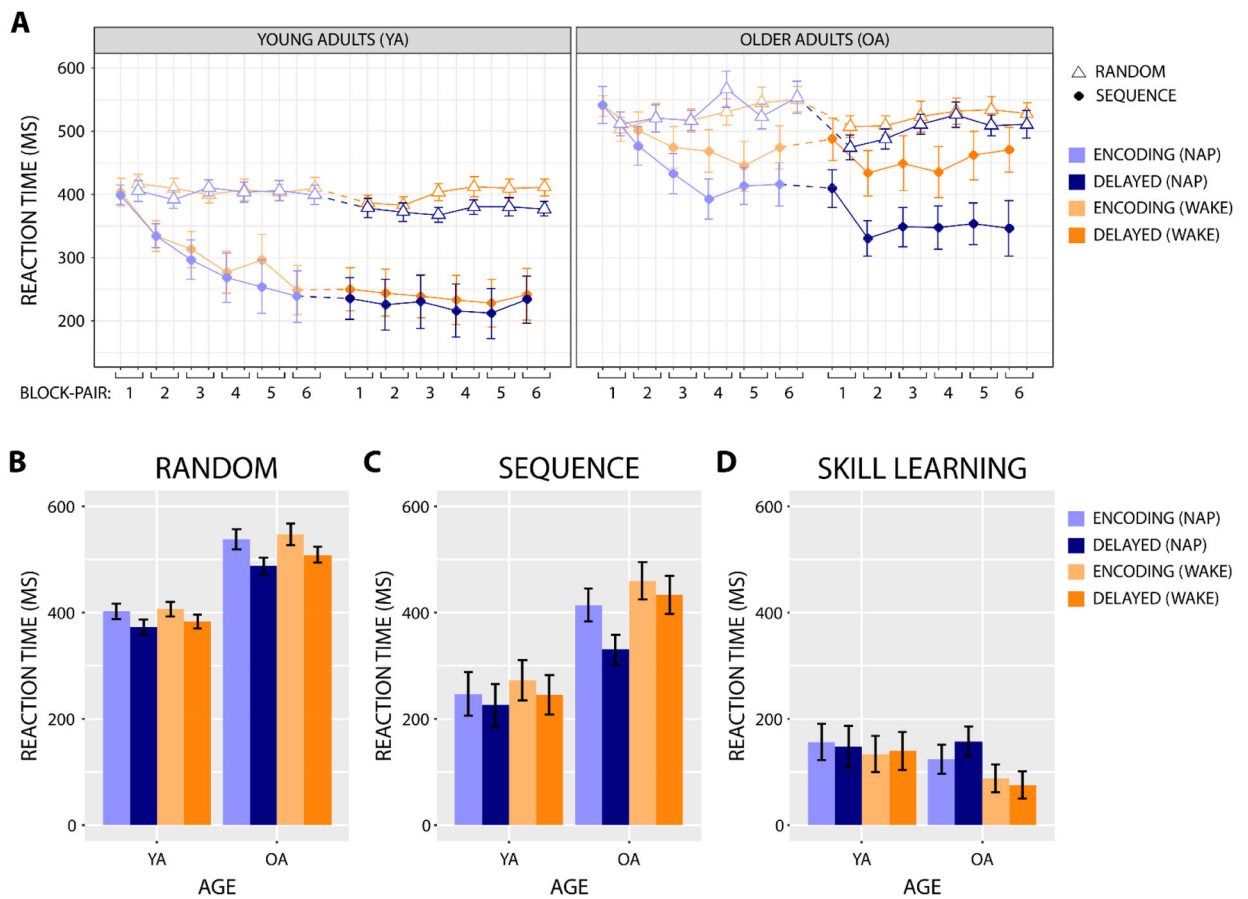 A
YOUNG ADULTS (YA)
OLDER ADULTS (OA)
REACTION TIME (MS)
600
500
400
300
200
RANDOM
SEQUENCE
ENCODING (NAP)
DELAYED (NAP)
ENCODING (WAKE)
DELAYED (WAKE)
BLOCK-PAIR: 1 2 3 4 5 6 1 2 3 4 5 6 1 2 3 4 5 6 1 2 3 4 5 6
B
RANDOM
REACTION TIME (MS)
600
400
200
0
YA OA
AGE
C
SEQUENCE
REACTION TIME (MS)
600
400
200
0
YA OA
AGE
D
SKILL LEARNING
REACTION TIME (MS)
600
400
200
0
YA OA
AGE
ENCODING (NAP)
DELAYED (NAP)
ENCODING (WAKE)
DELAYED (WAKE)